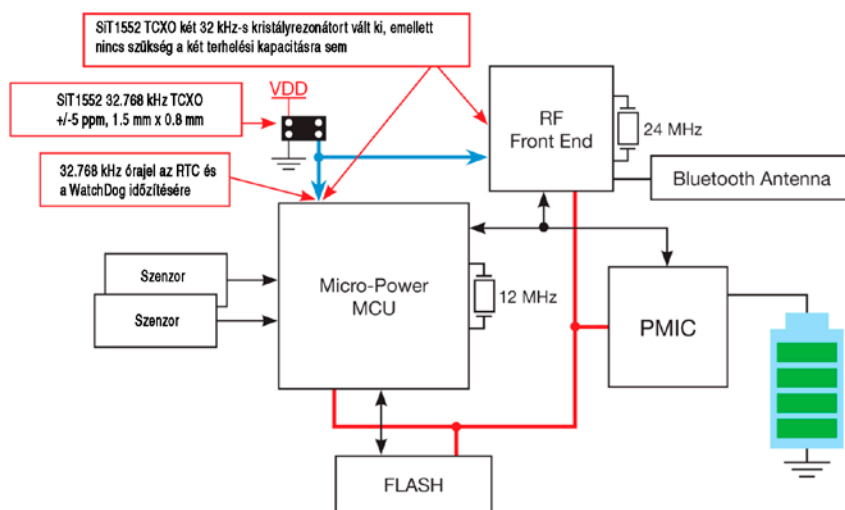 SiT1552 TCXO két 32 kHz-s kristályrezonátort vált ki, emellett
nincs szükség a két terhelési kapacitásra sem
VDD
SiT1552 32.768 kHz TCXO
+/-5 ppm, 1.5 mm x 0.8 mm
RF
Front End
24 MHz
32.768 kHz órajel az RTC és
a WatchDog időzítésére
Bluetooth Antenna
Szenzor
Szenzor
Micro-Power
MCU
12 MHz
PMIC
FLASH